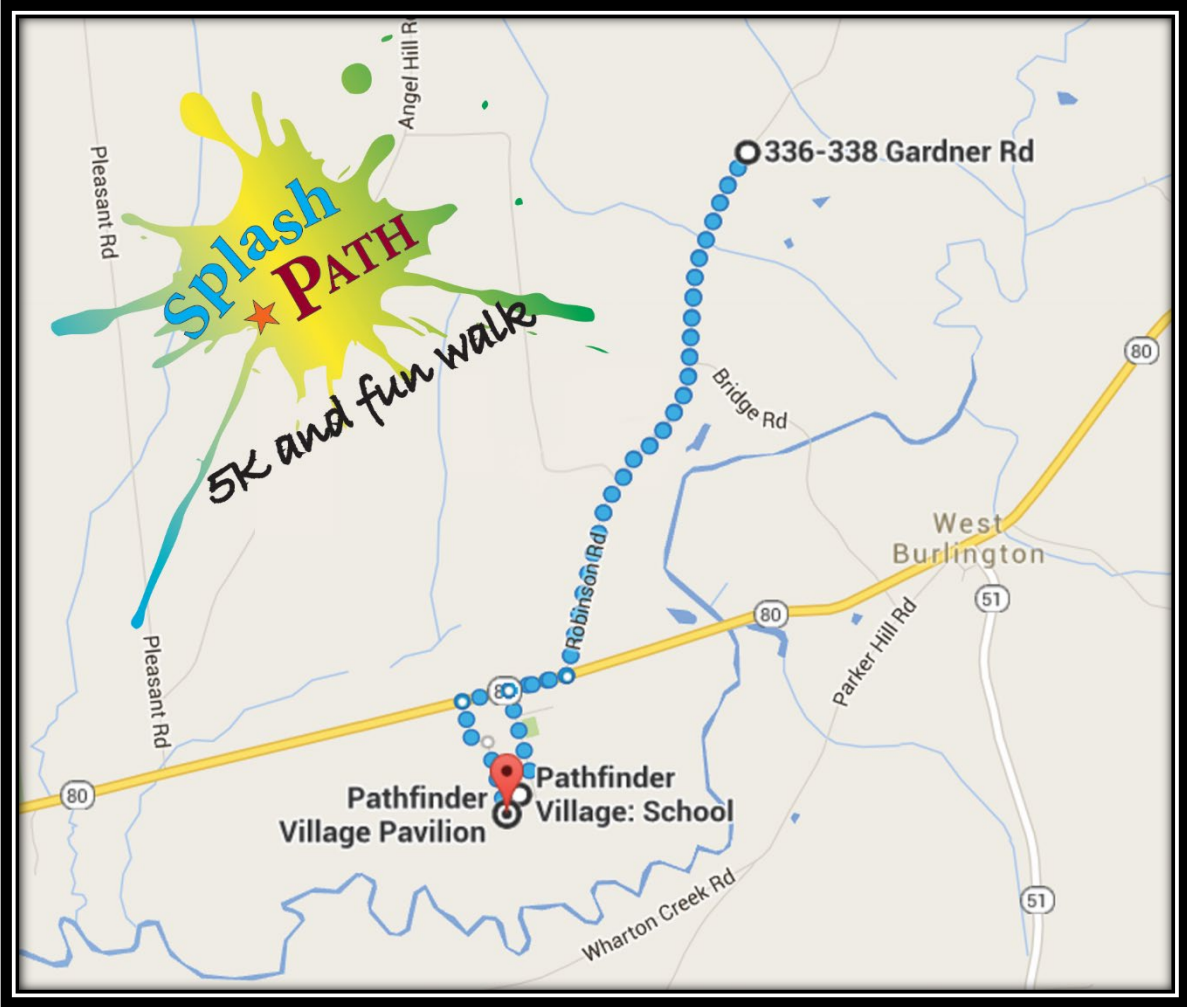 Angel Hill R
336-338 Gardner Rd
Pleasant Rd
Splash
PATH
5K and fun walk
80
Bridge Rd
West
Burlington
51
Robinson Rd
80
Parker Hill Rd
Pleasant Rd
80
80
Pathfinder
Village: School
Pathfinder
Village Pavilion
Wharton Creek Rd
51